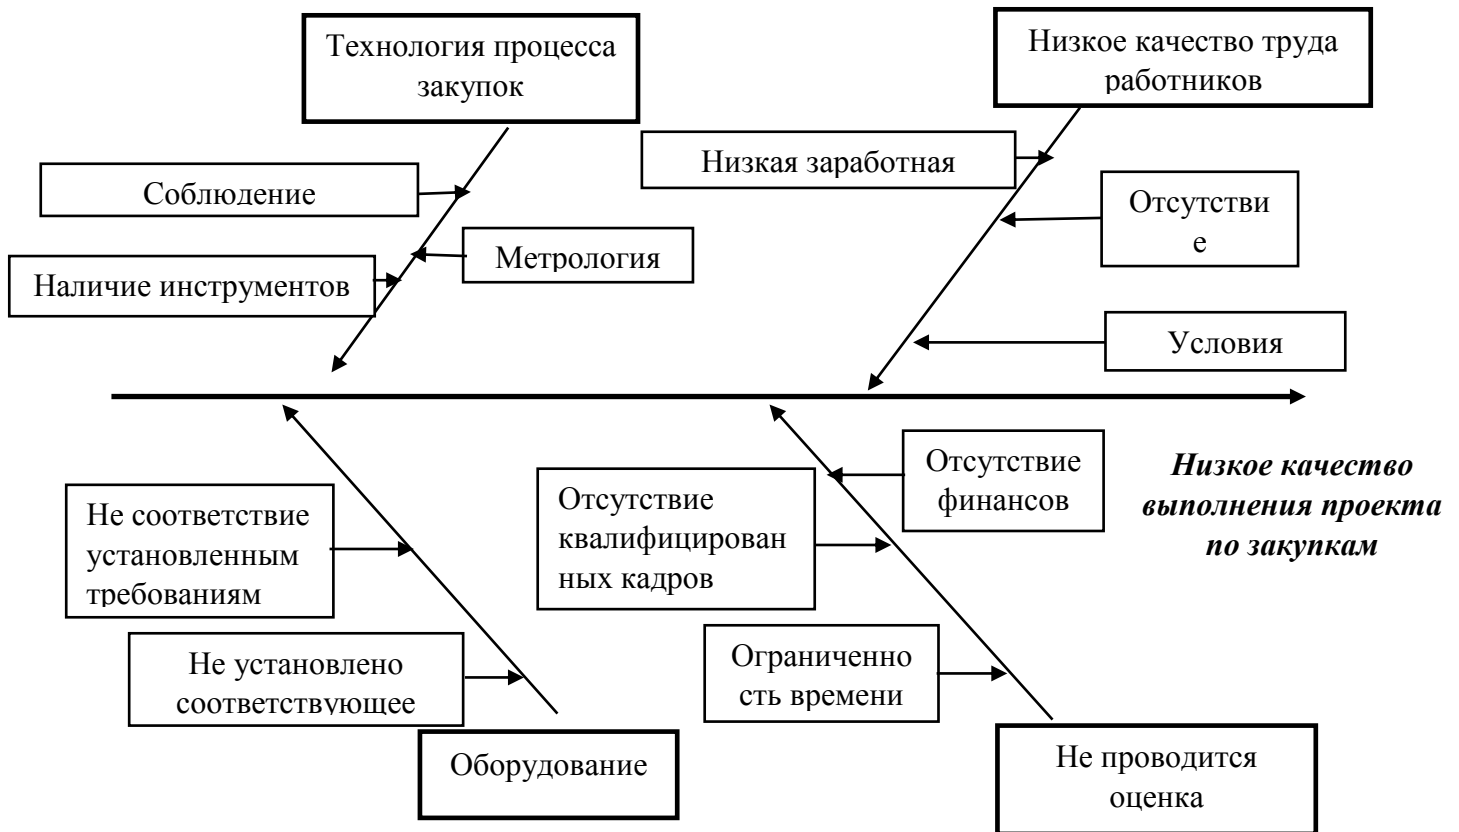 Технология процесса
закупок
Низкое качество труда
работников
Низкая заработная
Соблюдение
Отсутстви
е
Метрология
Наличие инструментов
Условия
Отсутствие
финансов
Низкое качество
выполнения проекта
по закупкам
Не соответствие
установленным
требованиям
Отсутствие
квалифицирован
ных кадров
Не установлено
соответствующее
Ограниченно
сть времени
Оборудование
Не проводится
оценка